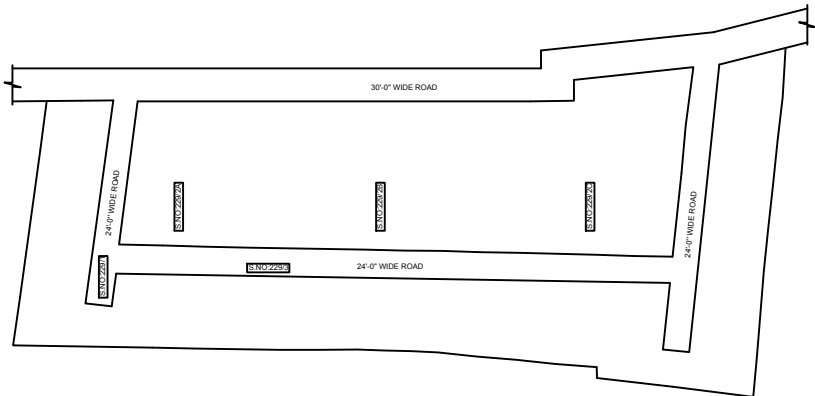 30'-0" WIDE ROAD
24'-0" WIDE ROAD
S.NO:229/2A
S.NO:229/2B
S.NO:229/2C
24'-0" WIDE ROAD
S.NO:229/1
S.NO:229/3
24'-0" WIDE ROAD